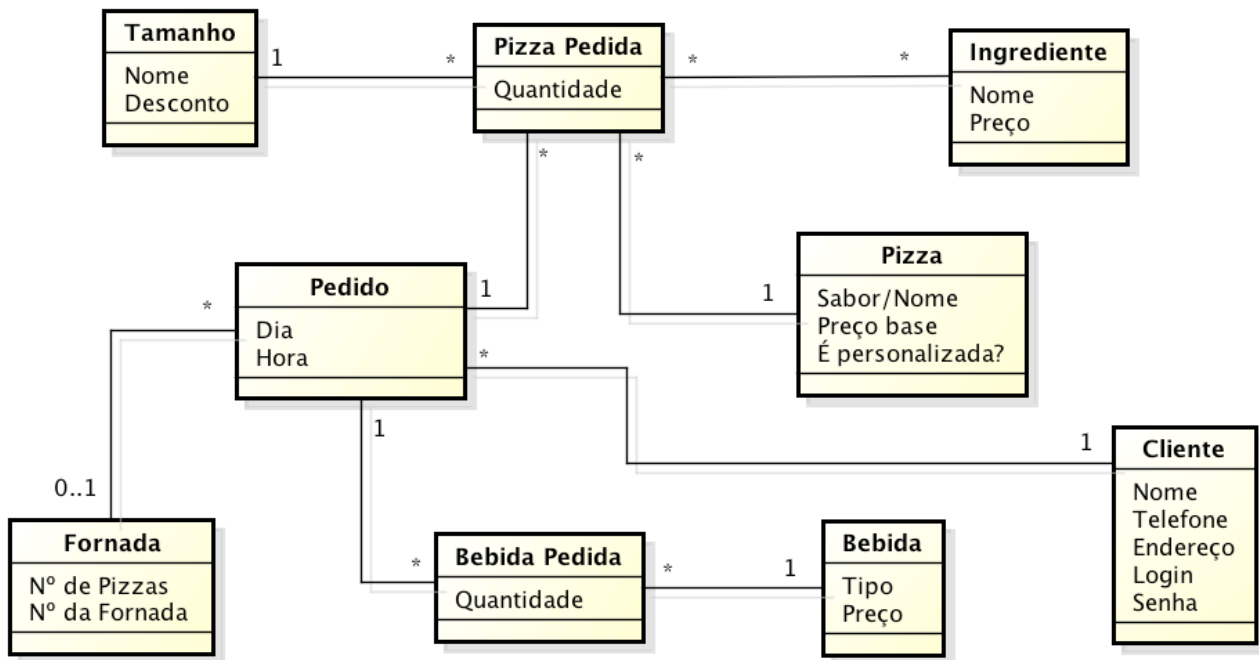 Tamanho
Nome
Desconto
1
*
Pizza Pedida
Quantidade
*
*
Ingrediente
Nome
Preço
*
*
Pizza
Sabor/Nome
Preço base
É personalizada?
1
1
Pedido
Dia
Hora
*
*
1
1
Cliente
Nome
Telefone
Endereço
Login
Senha
0..1
Fornada
Nº de Pizzas
Nº da Fornada
*
Bebida Pedida
Quantidade
*
1
Bebida
Tipo
Preço